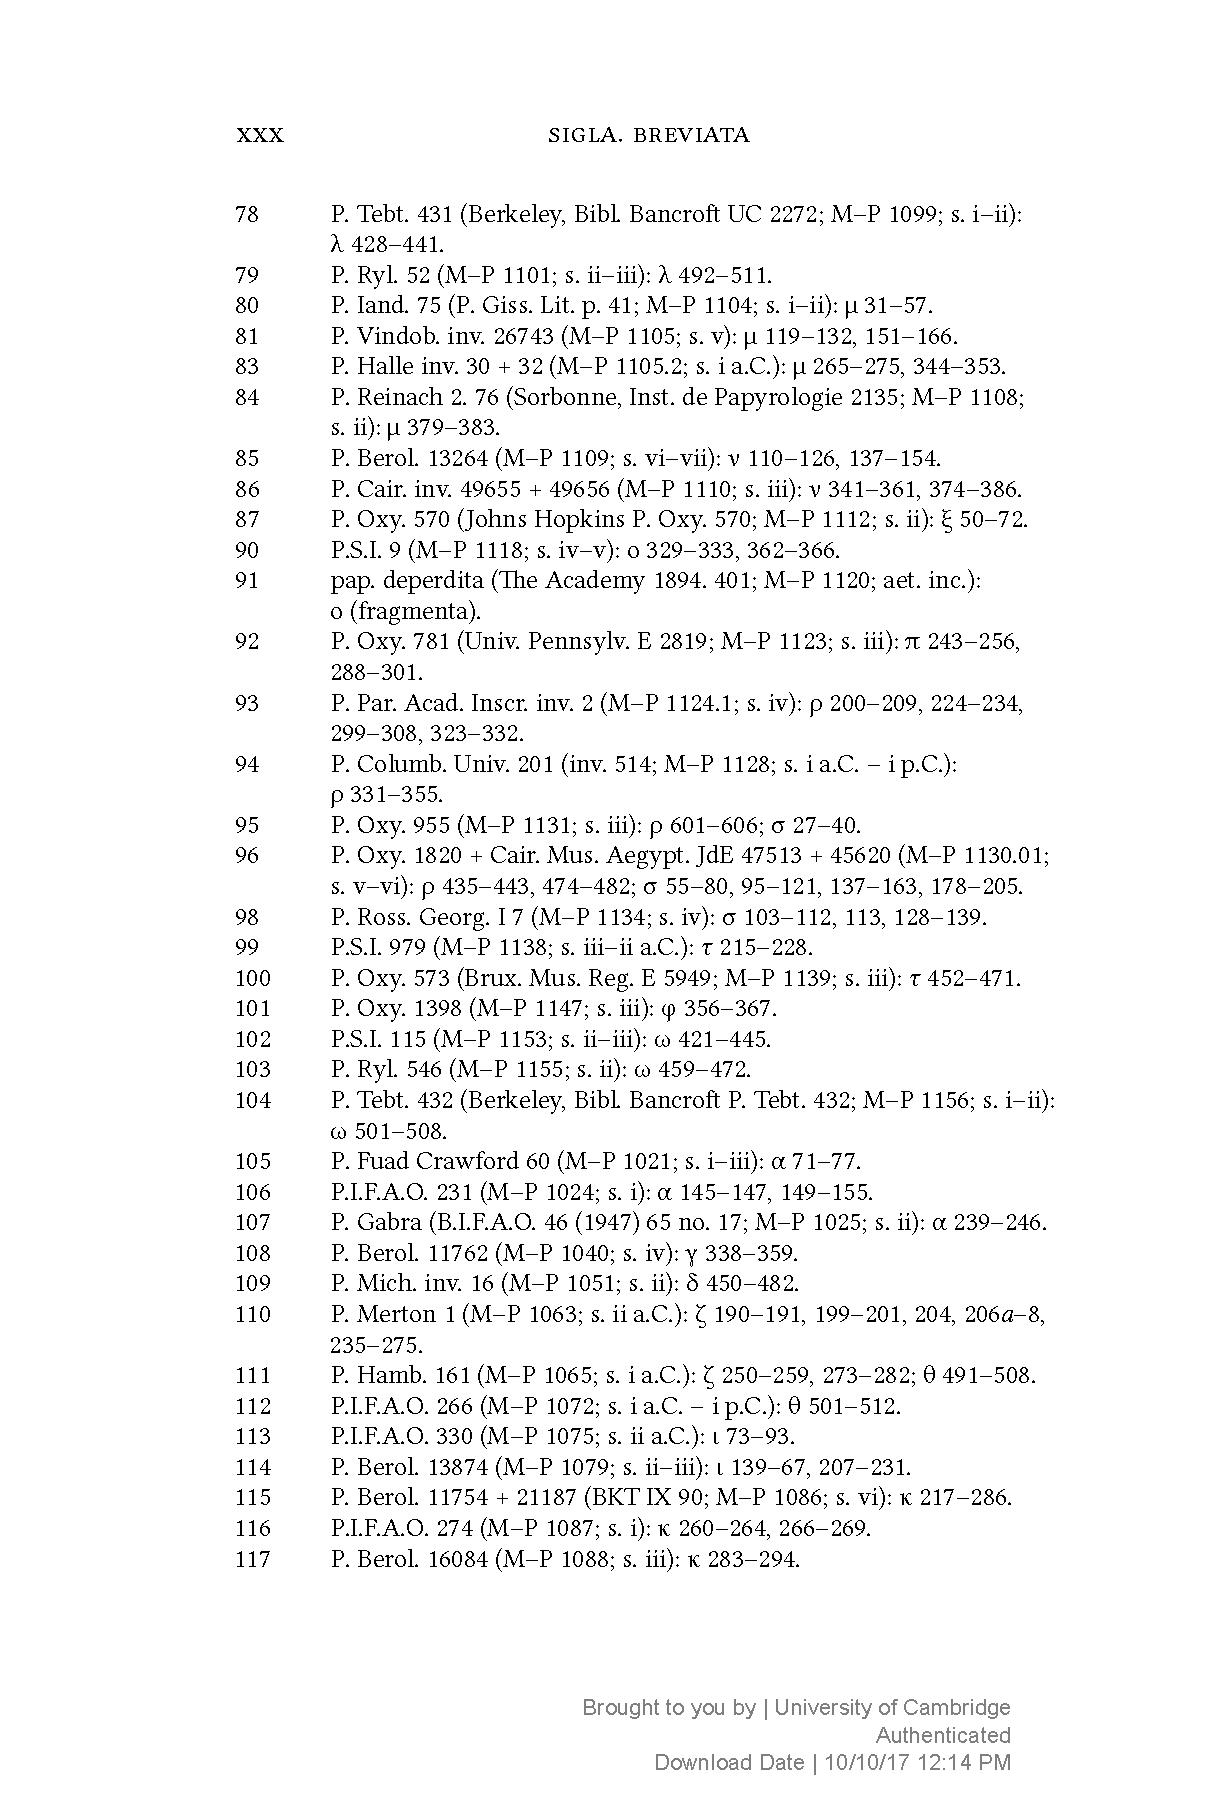 XXX SIGLA. BREVIATA
78 P. Tebt. 431 (Berkeley, Bibl. Bancroft UC 2272; M–P 1099; s. i–ii):
λ 428–441.
79 P. Ryl. 52 (M–P 1101; s. ii–iii): λ 492–511.
80 P. Iand. 75 (P. Giss. Lit. p. 41; M–P 1104; s. i–ii): μ 31–57.
81 P. Vindob. inv. 26743 (M–P 1105; s. v): μ 119–132, 151–166.
83 P. Halle inv. 30 + 32 (M–P 1105.2; s. i a.C.): μ 265–275, 344–353.
84 P. Reinach 2. 76 (Sorbonne, Inst. de Papyrologie 2135; M–P 1108;
s. ii): μ 379–383.
85 P. Berol. 13264 (M–P 1109; s. vi–vii): ν 110–126, 137–154.
86 P. Cair. inv. 49655 + 49656 (M–P 1110; s. iii): ν 341–361, 374–386.
87 P. Oxy. 570 (Johns Hopkins P. Oxy. 570; M–P 1112; s. ii): ξ 50–72.
90 P.S.I. 9 (M–P 1118; s. iv–v): ο 329–333, 362–366.
91 pap. deperdita (The Academy 1894. 401; M–P 1120; aet. inc.):
ο (fragmenta).
92 P. Oxy. 781 (Univ. Pennsylv. E 2819; M–P 1123; s. iii): π 243–256,
288–301.
93 P. Par. Acad. Inscr. inv. 2 (M–P 1124.1; s. iv): ρ 200–209, 224–234,
299–308, 323–332.
94 P. Columb. Univ. 201 (inv. 514; M–P 1128; s. i a.C. – i p.C.):
ρ 331–355.
95 P. Oxy. 955 (M–P 1131; s. iii): ρ 601–606; σ 27–40.
96 P. Oxy. 1820 + Cair. Mus. Aegypt. JdE 47513 + 45620 (M–P 1130.01;
s. v–vi): ρ 435–443, 474–482; σ 55–80, 95–121, 137–163, 178–205.
98 P. Ross. Georg. I 7 (M–P 1134; s. iv): σ 103–112, 113, 128–139.
99 P.S.I. 979 (M–P 1138; s. iii–ii a.C.): τ 215–228.
100 P. Oxy. 573 (Brux. Mus. Reg. E 5949; M–P 1139; s. iii): τ 452–471.
101 P. Oxy. 1398 (M–P 1147; s. iii): φ 356–367.
102 P.S.I. 115 (M–P 1153; s. ii–iii): ω 421–445.
103 P. Ryl. 546 (M–P 1155; s. ii): ω 459–472.
104 P. Tebt. 432 (Berkeley, Bibl. Bancroft P. Tebt. 432; M–P 1156; s. i–ii):
ω 501–508.
105 P. Fuad Crawford 60 (M–P 1021; s. i–iii): α 71–77.
106 P.I.F.A.O. 231 (M–P 1024; s. i): α 145–147, 149–155.
107 P. Gabra (B.I.F.A.O. 46 (1947) 65 no. 17; M–P 1025; s. ii): α 239–246.
108 P. Berol. 11762 (M–P 1040; s. iv): γ 338–359.
109 P. Mich. inv. 16 (M–P 1051; s. ii): δ 450–482.
110 P. Merton 1 (M–P 1063; s. ii a.C.): ζ 190–191, 199–201, 204, 206a–8,
235–275.
111 P. Hamb. 161 (M–P 1065; s. i a.C.): ζ 250–259, 273–282; θ 491–508.
112 P.I.F.A.O. 266 (M–P 1072; s. i a.C. – i p.C.): θ 501–512.
113 P.I.F.A.O. 330 (M–P 1075; s. ii a.C.): ι 73–93.
114 P. Berol. 13874 (M–P 1079; s. ii–iii): ι 139–67, 207–231.
115 P. Berol. 11754 + 21187 (BKT IX 90; M–P 1086; s. vi): κ 217–286.
116 P.I.F.A.O. 274 (M–P 1087; s. i): κ 260–264, 266–269.
117 P. Berol. 16084 (M–P 1088; s. iii): κ 283–294.
Brought to you by | University of Cambridge
Authenticated
Download Date | 10/10/17 12:14 PM